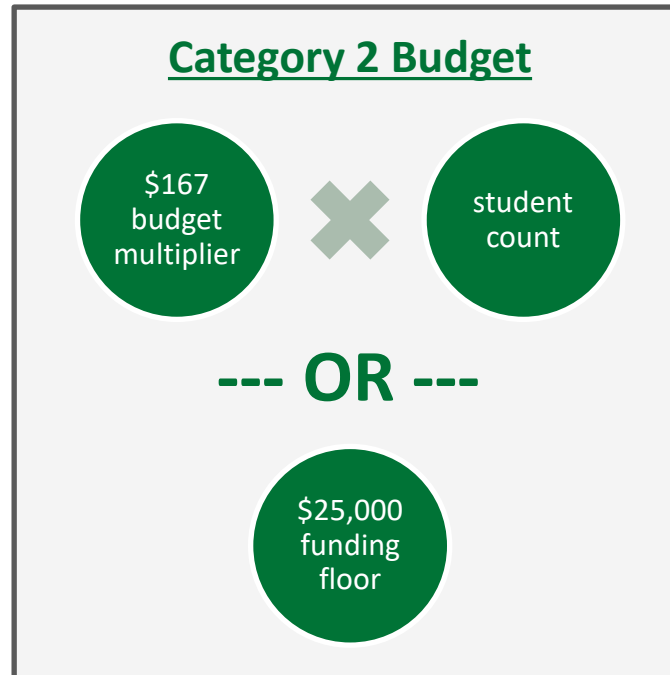 Category 2 Budget
$167
budget
multiplier
student
count
--- OR ---
$25,000
funding
floor